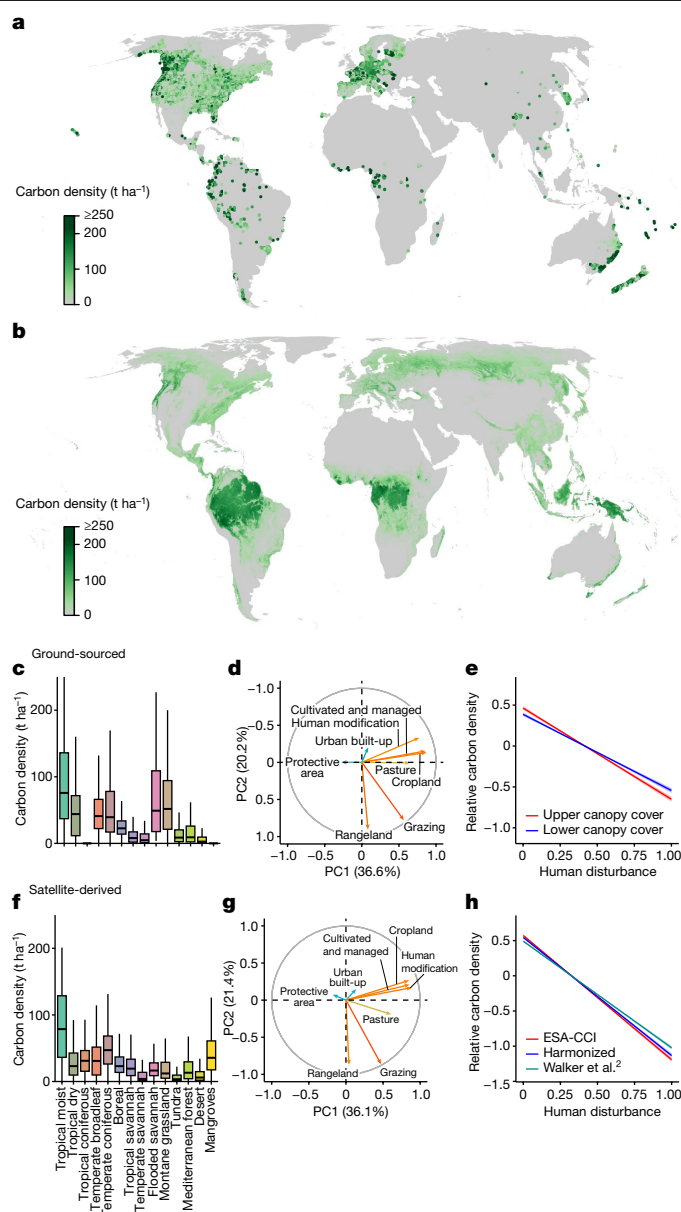 a
Carbon density (t ha⁻¹)
≥250
200
100
0
b
Carbon density (t ha⁻¹)
≥250
200
100
0
Ground-sourced
c
Carbon density (t ha⁻¹)
200
100
0
d
PC2 (20.2%)
−1.0
−0.5
0
0.5
1.0
Cultivated and managed
Human modification
Urban built-up
Protective
area
Pasture
Cropland
Grazing
Rangeland
−1.0
−0.5
0
0.5
1.0
PC1 (36.6%)
e
Relative carbon density
0.5
0
−0.5
−1.0
Upper canopy cover
Lower canopy cover
0
0.25
0.50
0.75
1.00
Human disturbance
Satellite-derived
f
Carbon density (t ha⁻¹)
200
100
0
Tropical moist
Tropical dry
Tropical coniferous
Temperate broadleaf
Temperate coniferous
Boreal
Tropical savannah
Temperate savannah
Flooded savannah
Montane grassland
Tundra
Mediterranean forest
Desert
Mangroves
g
PC2 (21.4%)
1.0
0.5
0
−0.5
−1.0
Cropland
Cultivated
and managed
Human
modification
Urban
built-up
Protective
area
Pasture
Rangeland
Grazing
−1.0
−0.5
0
0.5
1.0
PC1 (36.1%)
h
Relative carbon density
0.5
0
−0.5
−1.0
−1.5
ESA-CCI
Harmonized
Walker et al.²
0
0.25
0.50
0.75
1.00
Human disturbance